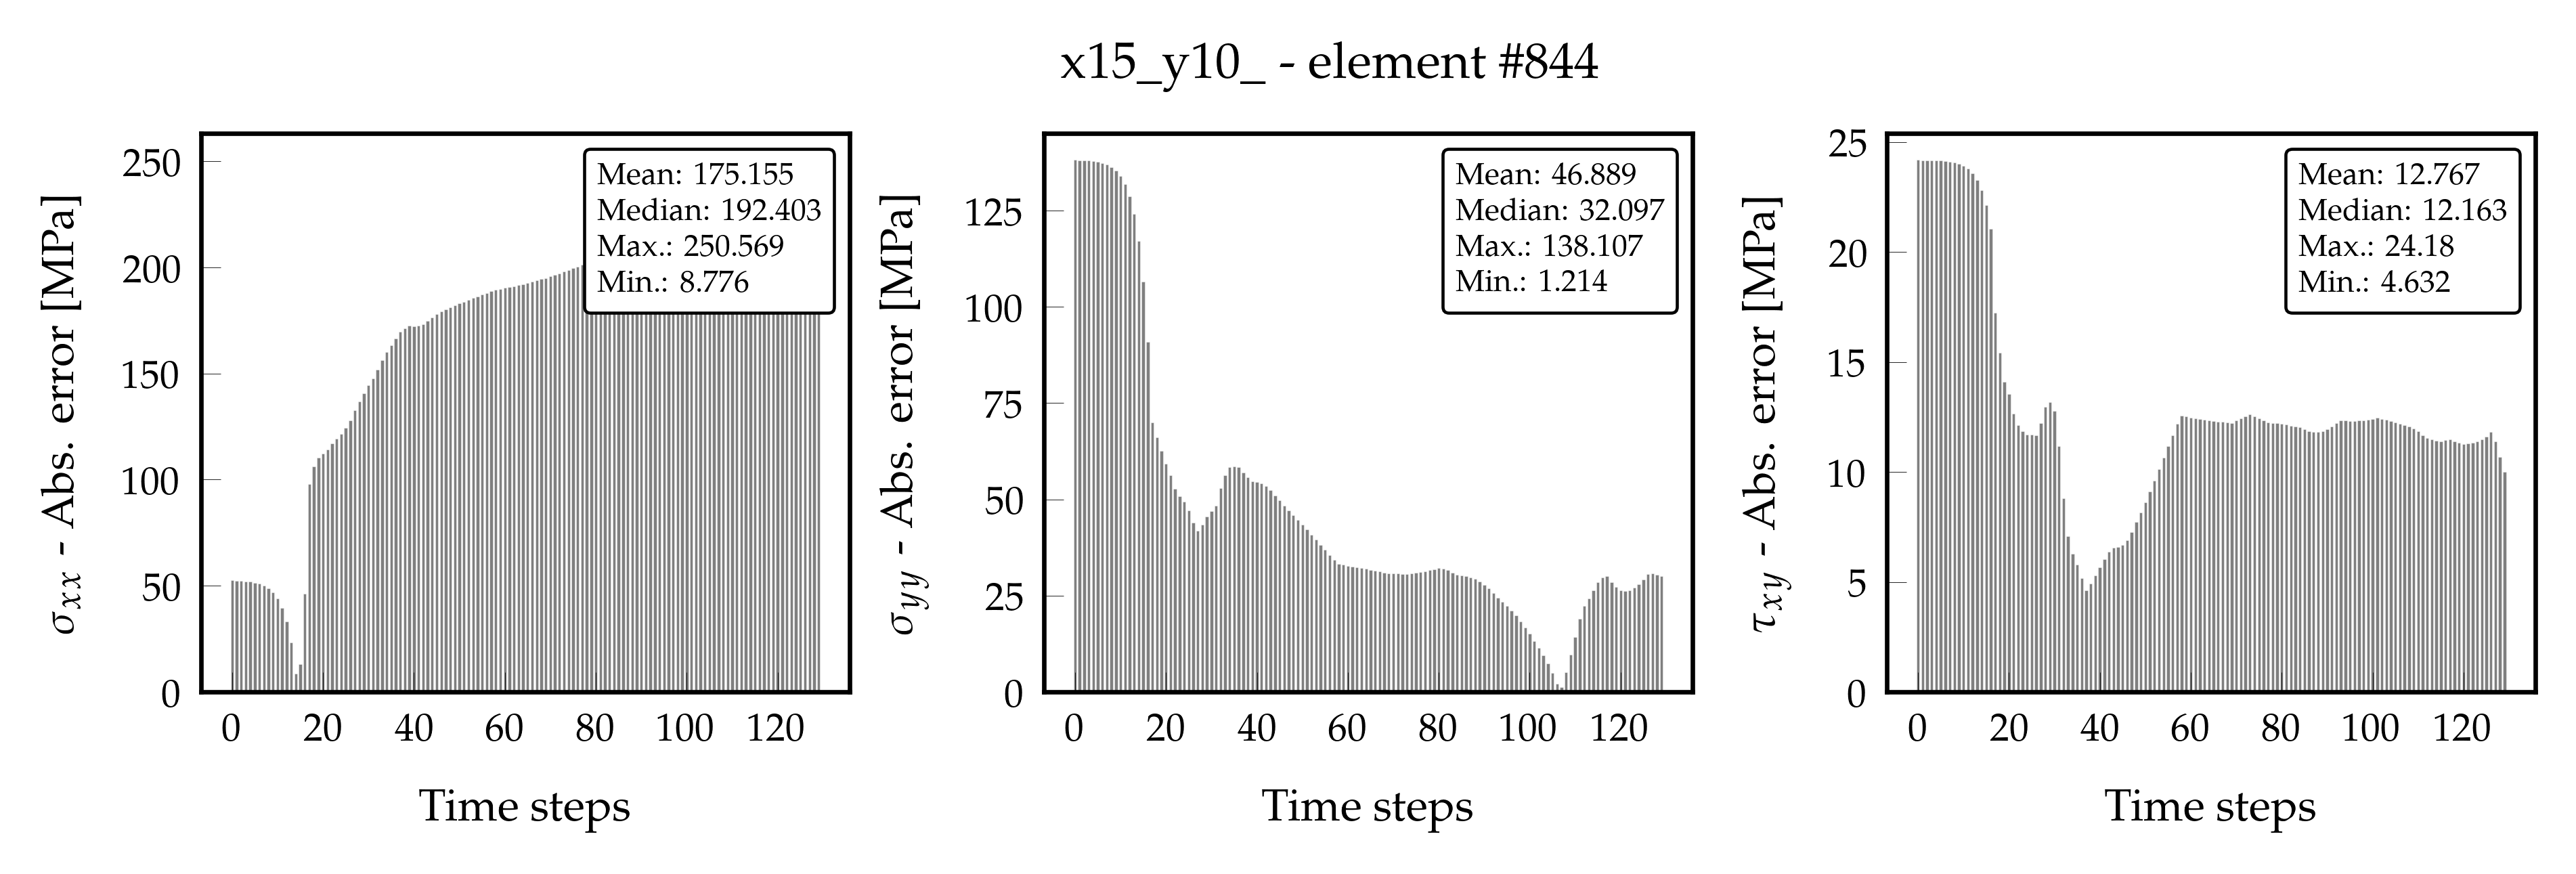 x15_y10_ - element #844
σxx - Abs. error [MPa]
250
200
150
100
50
0
Mean: 175.155
Median: 192.403
Max.: 250.569
Min.: 8.776
0 20 40 60 80 100 120
Time steps
σyy - Abs. error [MPa]
125
100
75
50
25
0
Mean: 46.889
Median: 32.097
Max.: 138.107
Min.: 1.214
0 20 40 60 80 100 120
Time steps
τxy - Abs. error [MPa]
25
20
15
10
5
0
Mean: 12.767
Median: 12.163
Max.: 24.18
Min.: 4.632
0 20 40 60 80 100 120
Time steps